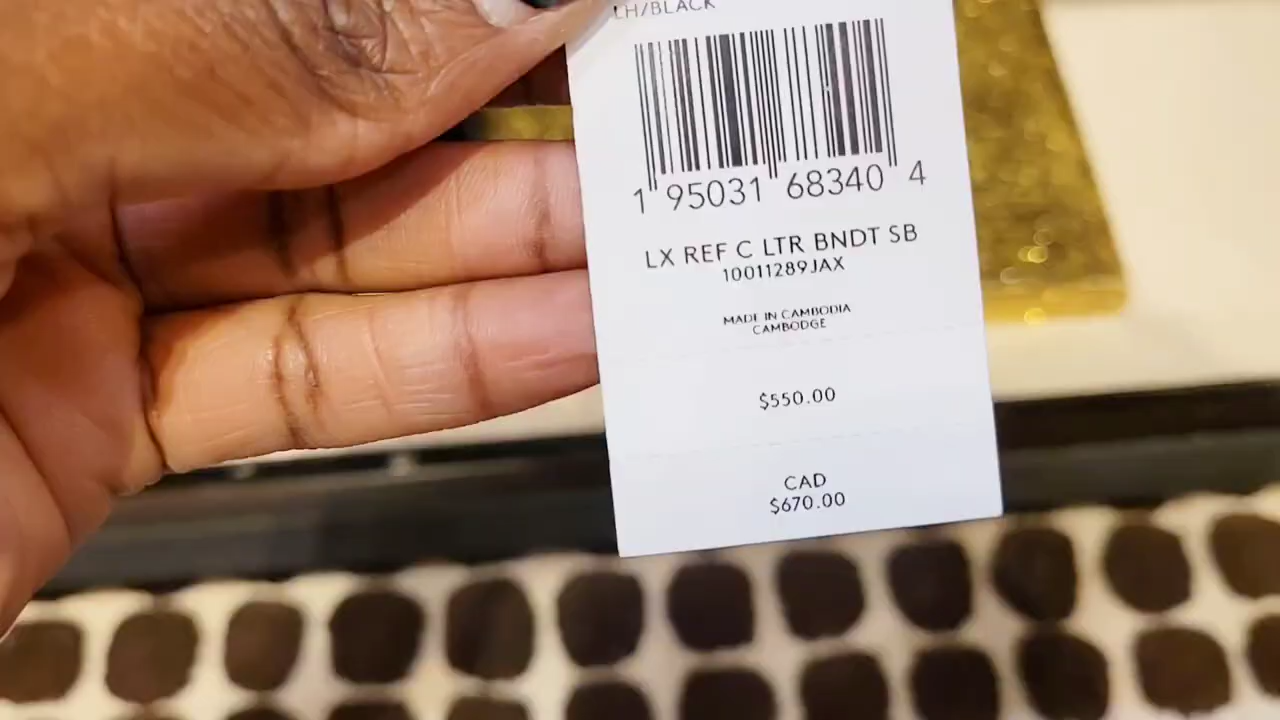 LH/BLACK
1 95031 68340 4
LX REF C LTR BNDT SB
10011289JAX
MADE IN CAMBODIA
CAMBODGE
$550.00
CAD
$670.00